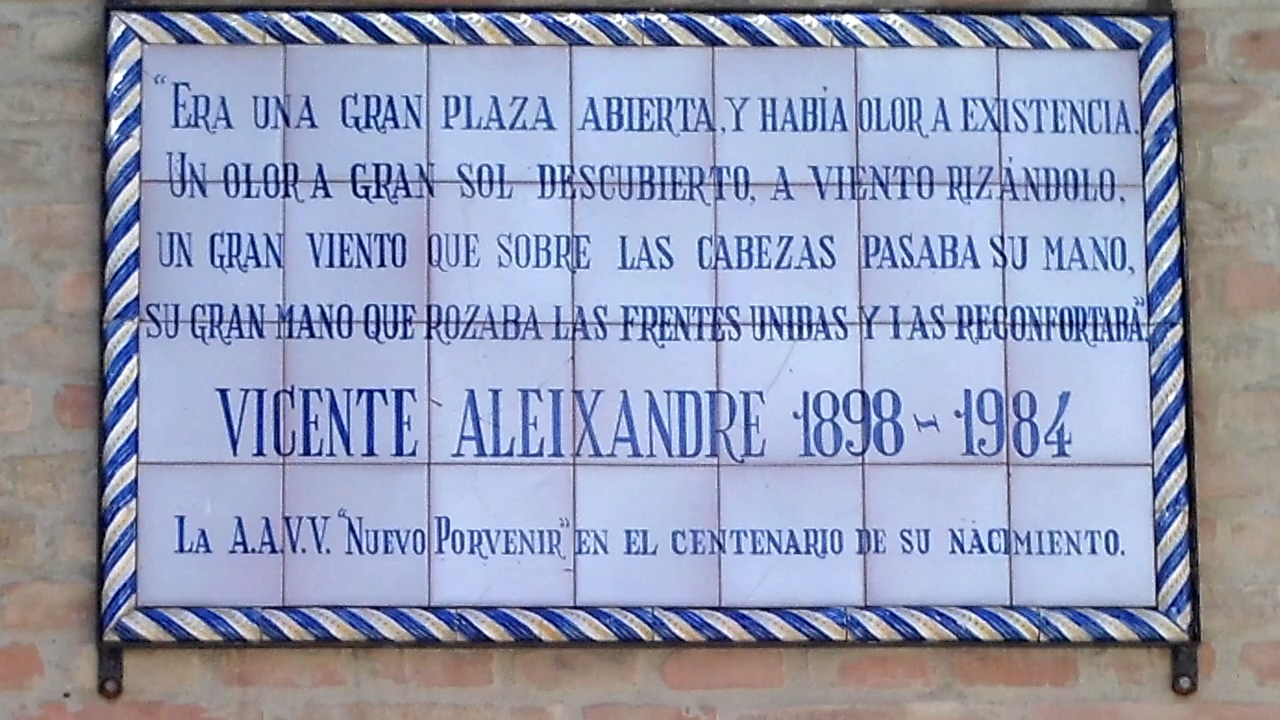 “ERA UNA GRAN PLAZA ABIERTA, Y HABÍA OLOR A EXISTENCIA.
UN OLOR A GRAN SOL DESCUBIERTO, A VIENTO RIZÁNDOLO,
UN GRAN VIENTO QUE SOBRE LAS CABEZAS PASABA SU MANO,
SU GRAN MANO QUE ROZABA LAS FRENTES UNIDAS Y LAS RECONFORTABA”.
VICENTE ALEIXANDRE 1898 - 1984
LA A.A.V.V. “NUEVO PORVENIR” EN EL CENTENARIO DE SU NACIMIENTO.